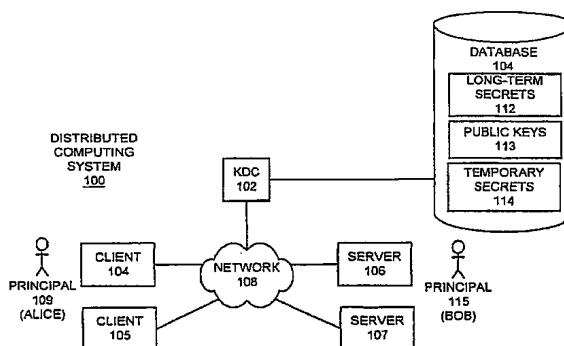 DATABASE
104
LONG-TERM
SECRETS
112
PUBLIC KEYS
113
TEMPORARY
SECRETS
114
DISTRIBUTED
COMPUTING
SYSTEM
100
KDC
102
CLIENT
104
NETWORK
108
SERVER
106
PRINCIPAL
109
(ALICE)
PRINCIPAL
115
(BOB)
CLIENT
105
SERVER
107